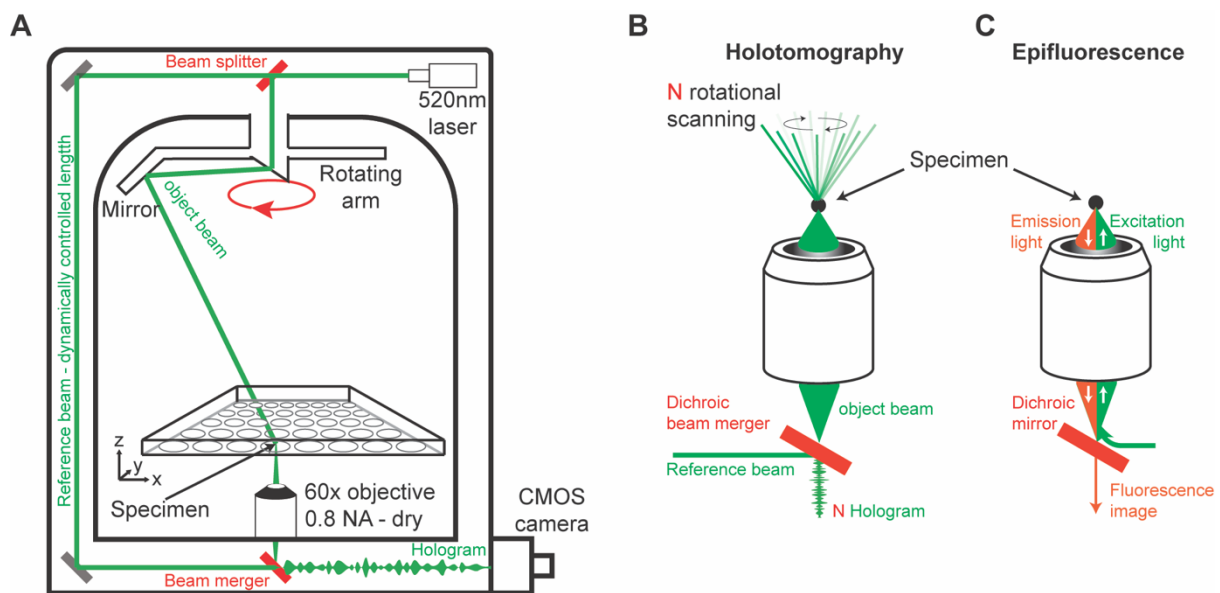 A
Beam splitter
520nm
laser
Reference beam - dynamically controlled length
Mirror
object beam
Rotating
arm
z
y
x
Specimen
60x objective
0.8 NA - dry
CMOS
camera
Hologram
Beam merger
B
Holotomography
N rotational
scanning
Specimen
object beam
Dichroic
beam merger
Reference beam
N Hologram
C
Epifluorescence
Emission
light
Excitation
light
Dichroic
mirror
Fluorescence
image